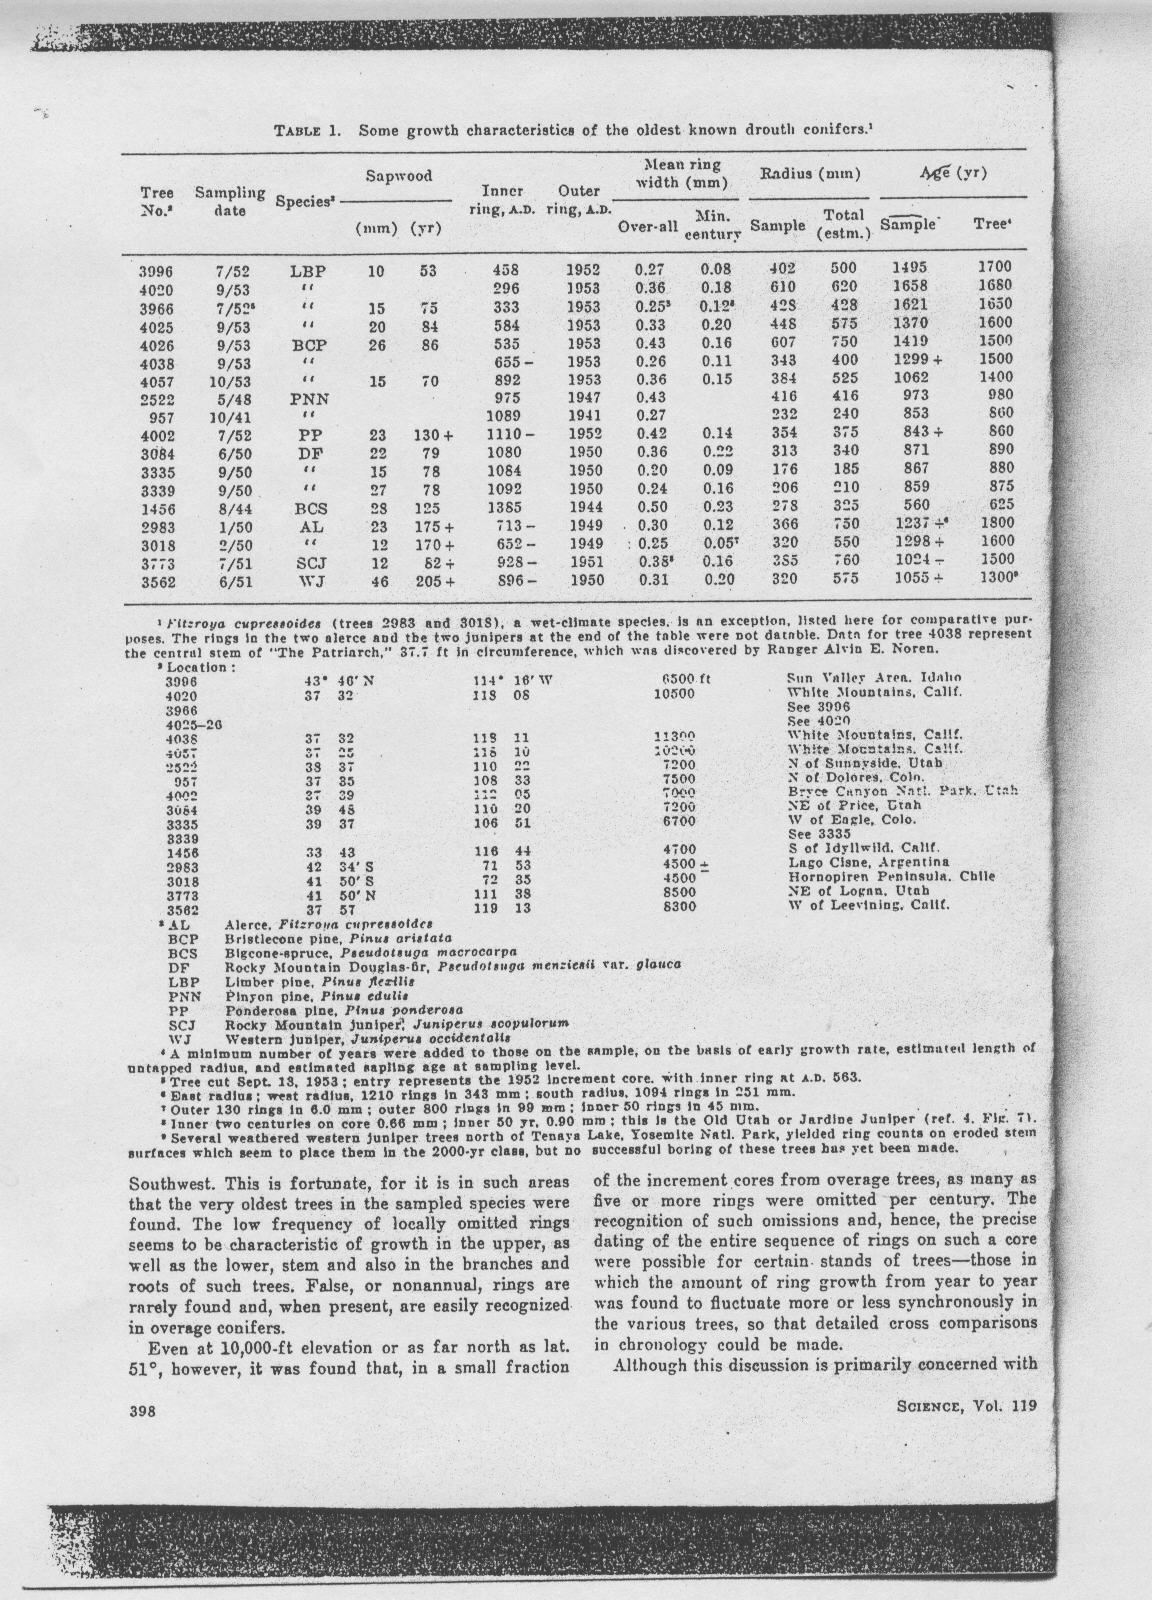 TABLE 1. Some growth characteristics of the oldest known drouth conifers.¹
Tree No.² Sampling date Species³ Sapwood (mm) (yr) Inner ring, A.D. Outer ring, A.D. Mean ring width (mm) Over-all Min. century Radius (mm) Sample Total (estm.) Age (yr) Sample Tree⁴
3996 7/52 LBP 10 53 458 1952 0.27 0.08 402 500 1495 1700
4020 9/53 " 296 1953 0.36 0.18 610 620 1658 1680
3966 7/52⁵ " 15 75 333 1953 0.25⁵ 0.12⁵ 428 428 1621 1650
4025 9/53 " 20 84 584 1953 0.33 0.20 448 575 1370 1600
4026 9/53 BCP 26 86 535 1953 0.43 0.16 607 750 1419 1500
4038 9/53 " 655– 1953 0.26 0.11 343 400 1299+ 1500
4057 10/53 " 15 70 892 1953 0.36 0.15 384 525 1062 1400
2522 5/48 PNN 975 1947 0.43 416 416 973 980
957 10/41 " 1089 1941 0.27 232 240 853 860
4002 7/52 PP 23 130+ 1110– 1952 0.42 0.14 354 375 843+ 860
3084 6/50 DF 22 79 1080 1950 0.36 0.22 313 340 871 890
3335 9/50 " 15 78 1084 1950 0.20 0.09 176 185 867 880
3339 9/50 " 27 78 1092 1950 0.24 0.16 206 210 859 875
1456 8/44 BCS 28 125 1385 1944 0.50 0.23 278 325 560 625
2983 1/50 AL 23 175+ 713– 1949 0.30 0.12 366 750 1237+⁶ 1800
3018 2/50 " 12 170+ 652– 1949 0.25 0.05⁷ 320 550 1298+ 1600
3773 7/51 SCJ 12 82+ 928– 1951 0.38⁸ 0.16 385 760 1024+ 1500
3562 6/51 WJ 46 205+ 896– 1950 0.31 0.20 320 575 1055+ 1300⁹
¹ Fitzroya cupressoides (trees 2983 and 3018), a wet-climate species, is an exception, listed here for comparative pur-
poses. The rings in the two alerce and the two junipers at the end of the table were not datable. Data for tree 4038 represent
the central stem of "The Patriarch," 37.7 ft in circumference, which was discovered by Ranger Alvin E. Noren.
² Location:
3996 43° 46' N 114° 16' W 6500 ft Sun Valley Area, Idaho
4020 37 32 118 08 10500 White Mountains, Calif.
3966 See 3996
4025–26 See 4020
4038 37 32 118 11 11300 White Mountains, Calif.
4057 37 25 118 10 10200 White Mountains, Calif.
2522 38 37 110 22 7200 N of Sunnyside, Utah
957 37 35 108 33 7500 N of Dolores, Colo.
4002 37 39 112 05 7000 Bryce Canyon Natl. Park, Utah
3084 39 48 110 20 7200 NE of Price, Utah
3335 39 37 106 51 6700 W of Eagle, Colo.
3339 See 3335
1456 33 43 116 44 4700 S of Idyllwild, Calif.
2983 42 34' S 71 53 4500 ± Lago Cisne, Argentina
3018 41 50' S 72 35 4500 Hornopiren Peninsula, Chile
3773 41 50' N 111 38 8500 NE of Logan, Utah
3562 37 57 119 13 8300 W of Leevining, Calif.
³ AL Alerce, Fitzroya cupressoides
BCP Bristlecone pine, Pinus aristata
BCS Bigcone-spruce, Pseudotsuga macrocarpa
DF Rocky Mountain Douglas-fir, Pseudotsuga menziesii var. glauca
LBP Limber pine, Pinus flexilis
PNN Pinyon pine, Pinus edulis
PP Ponderosa pine, Pinus ponderosa
SCJ Rocky Mountain juniper, Juniperus scopulorum
WJ Western juniper, Juniperus occidentalis
⁴ A minimum number of years were added to those on the sample, on the basis of early growth rate, estimated length of
untapped radius, and estimated sapling age at sampling level.
⁵ Tree cut Sept. 13, 1953; entry represents the 1952 increment core, with inner ring at A.D. 563.
⁶ East radius; west radius, 1210 rings in 343 mm; south radius, 1094 rings in 251 mm.
⁷ Outer 130 rings in 6.0 mm; outer 800 rings in 99 mm; inner 50 rings in 45 mm.
⁸ Inner two centuries on core 0.66 mm; inner 50 yr, 0.90 mm; this is the Old Utah or Jardine Juniper (ref. 4, Fig. 7).
⁹ Several weathered western juniper trees north of Tenaya Lake, Yosemite Natl. Park, yielded ring counts on eroded stem
surfaces which seem to place them in the 2000-yr class, but no successful boring of these trees has yet been made.
Southwest. This is fortunate, for it is in such areas
that the very oldest trees in the sampled species were
found. The low frequency of locally omitted rings
seems to be characteristic of growth in the upper, as
well as the lower, stem and also in the branches and
roots of such trees. False, or nonannual, rings are
rarely found and, when present, are easily recognized
in overage conifers.
Even at 10,000-ft elevation or as far north as lat.
51°, however, it was found that, in a small fraction
of the increment cores from overage trees, as many as
five or more rings were omitted per century. The
recognition of such omissions and, hence, the precise
dating of the entire sequence of rings on such a core
were possible for certain stands of trees—those in
which the amount of ring growth from year to year
was found to fluctuate more or less synchronously in
the various trees, so that detailed cross comparisons
in chronology could be made.
Although this discussion is primarily concerned with
398
SCIENCE, Vol. 119